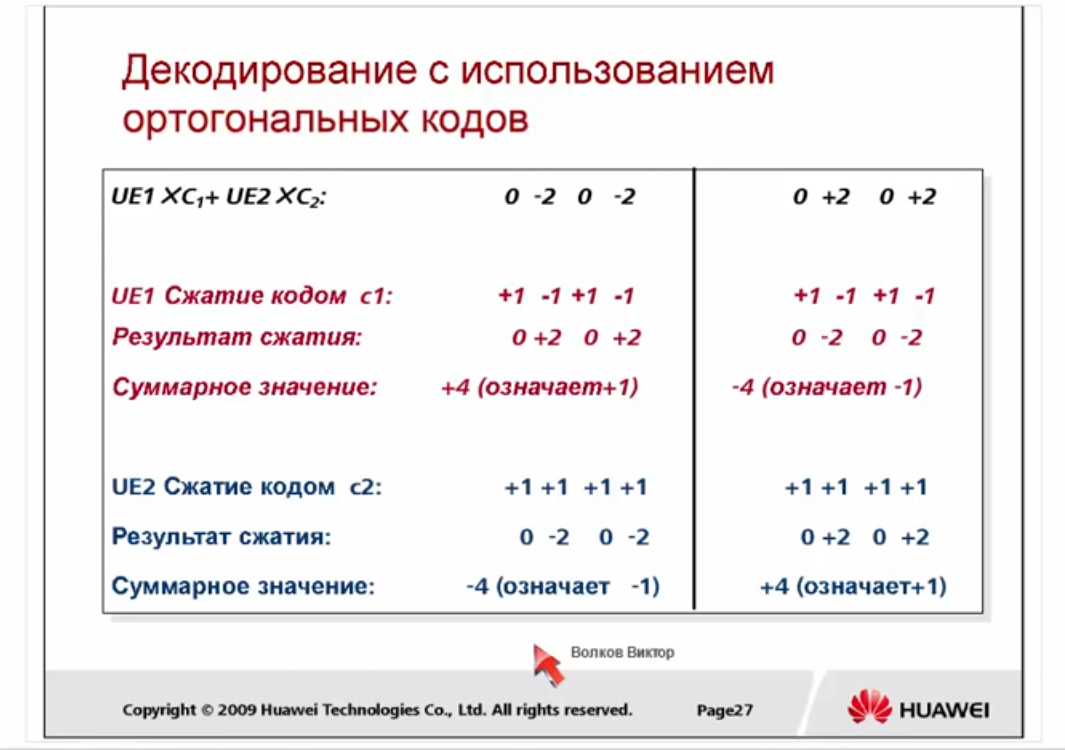 Декодирование с использованием
ортогональных кодов
UE1 XC1+ UE2 XC2: 0 -2 0 -2 0 +2 0 +2
UE1 Сжатие кодом c1: +1 -1 +1 -1 +1 -1 +1 -1
Результат сжатия: 0 +2 0 +2 0 -2 0 -2
Суммарное значение: +4 (означает+1) -4 (означает -1)
UE2 Сжатие кодом c2: +1 +1 +1 +1 +1 +1 +1 +1
Результат сжатия: 0 -2 0 -2 0 +2 0 +2
Суммарное значение: -4 (означает -1) +4 (означает+1)
Волков Виктор
Copyright © 2009 Huawei Technologies Co., Ltd. All rights reserved. Page27 HUAWEI